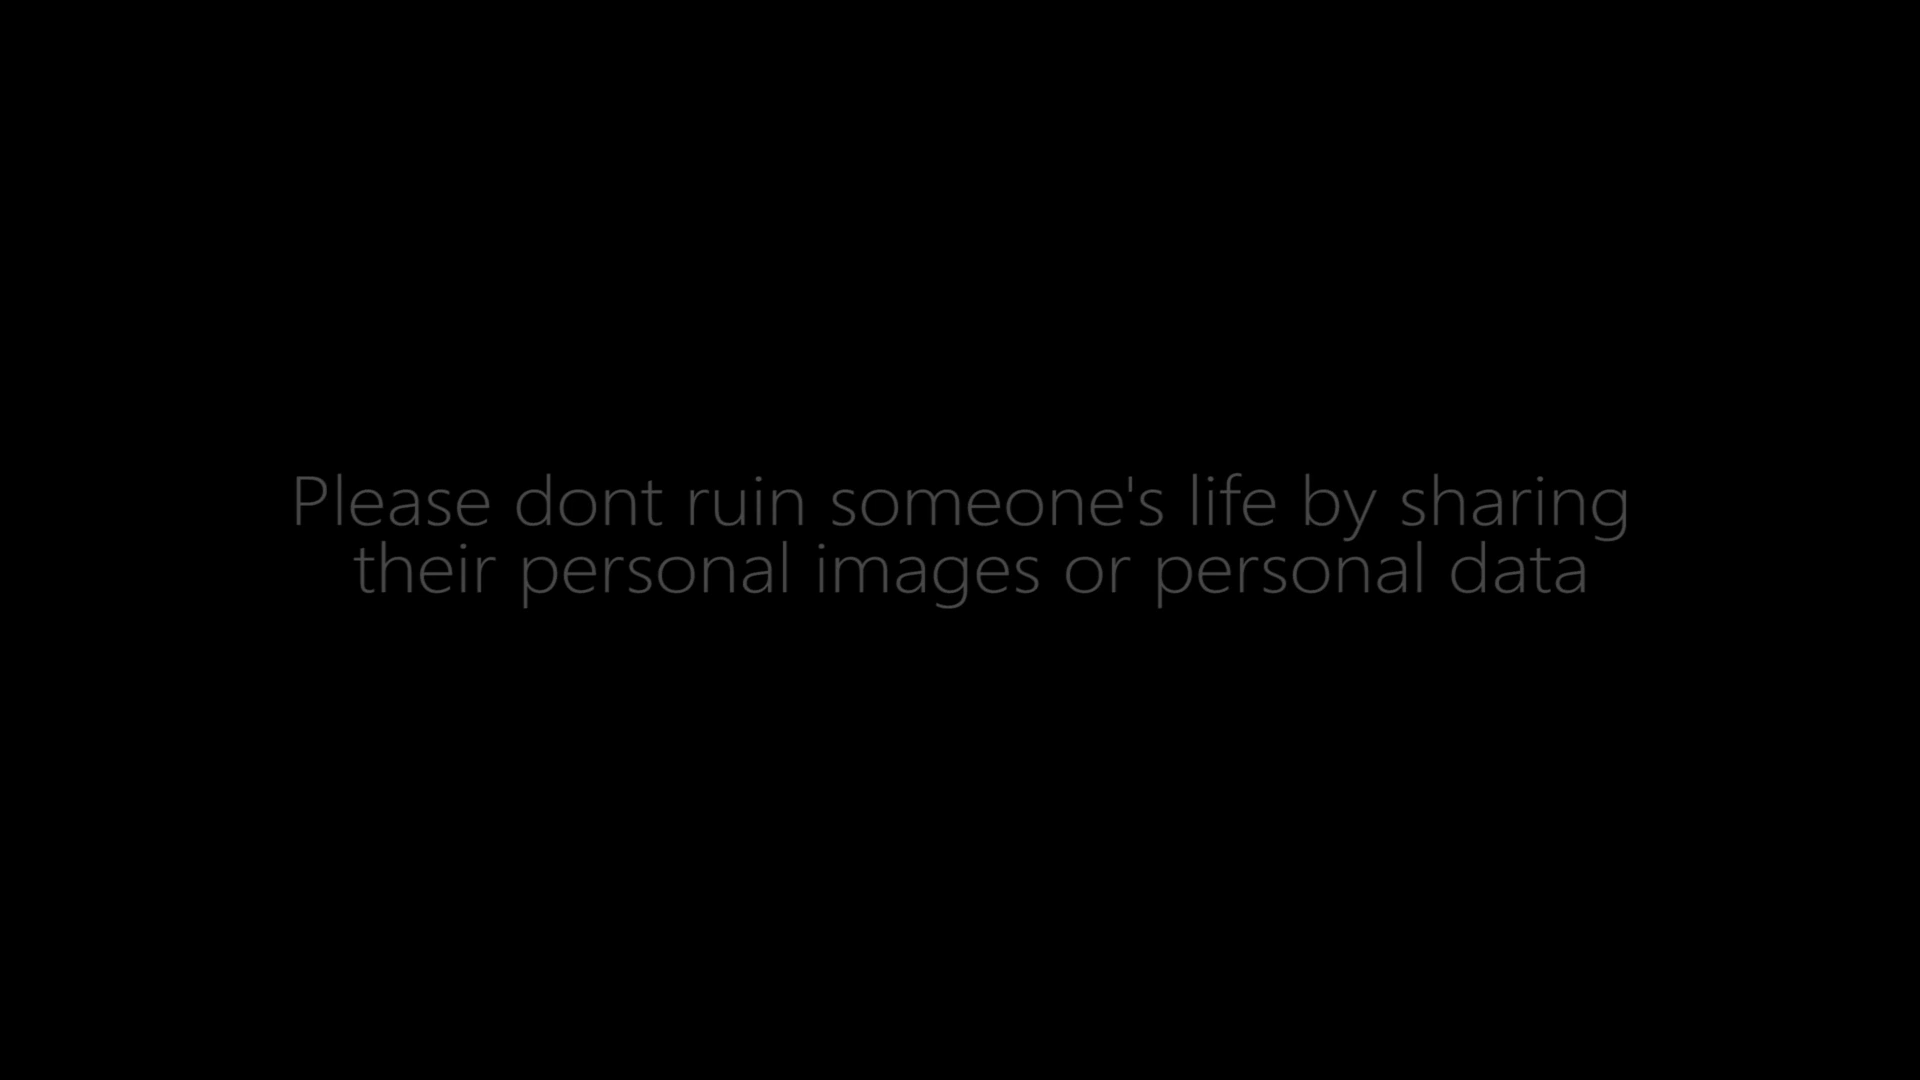 Please dont ruin someone's life by sharing
their personal images or personal data